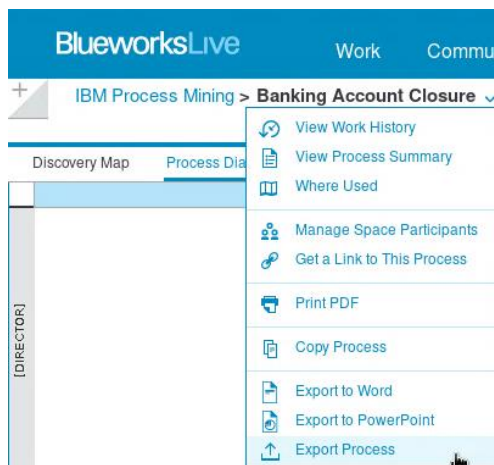 BlueworksLive Work Commu
IBM Process Mining > Banking Account Closure
View Work History
View Process Summary
Discovery Map Process Dia
Where Used
Manage Space Participants
Get a Link to This Process
Print PDF
[DIRECTOR]
Copy Process
Export to Word
Export to PowerPoint
Export Process